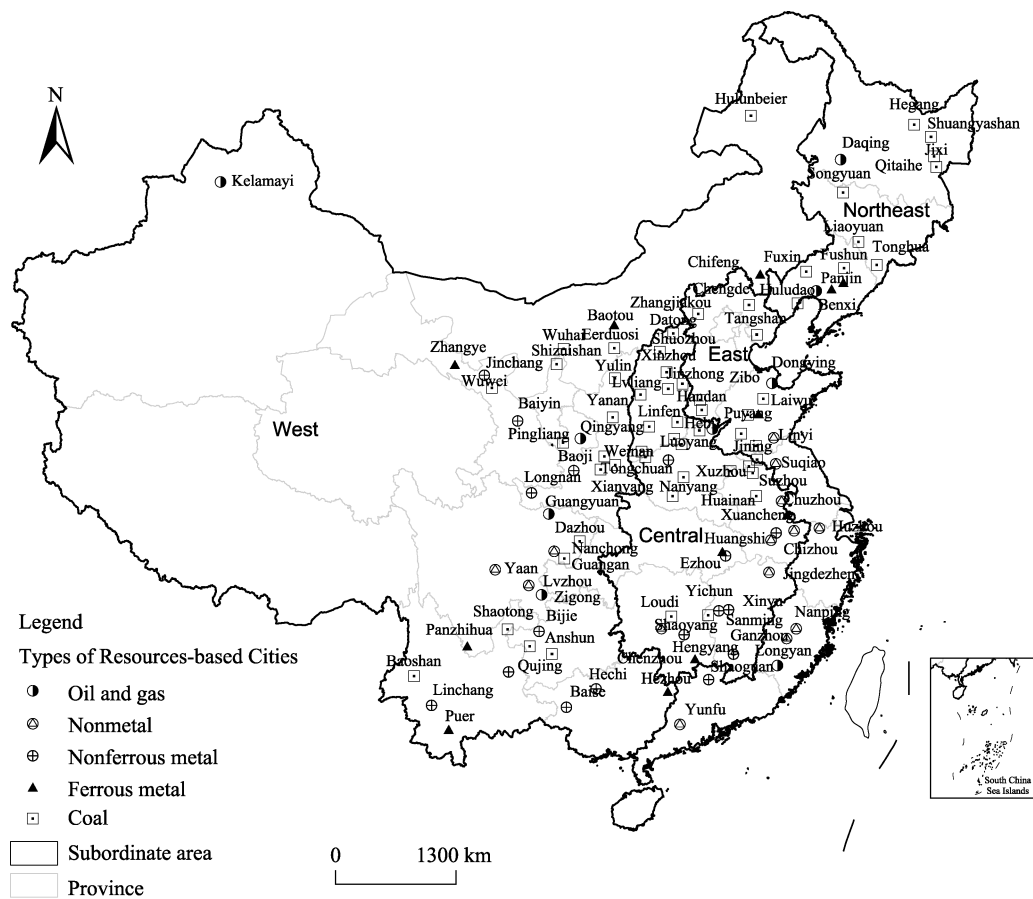 N
Hulunbeier
Hegang
Shuangyashan
Jixi
Daqing
Qitaihe
Songyuan
Kelamayi
Northeast
Liaoyuan
Tonghua
Fuxin
Fushun
Chifeng
Panjin
Chengde
Huludao
Benxi
Zhangjiakou
Baotou
Datong
Tangshan
Wuhai
Eerduosi
Shuozhou
Zhangye
Shizuishan
Xinzhou
East
Jinchang
Yulin
Jinzhong
Dongying
Wuwei
Lvliang
Zibo
Handan
Laiwu
Baiyin
Yanan
Linfen
Puyang
West
Qingyang
Hebi
Linyi
Pingliang
Luoyang
Jining
Baoji
Weinan
Suqiao
Longnan
Tongchuan
Xuzhou
Xianyang
Nanyang
Suzhou
Guangyuan
Huainan
Chuzhou
Xuancheng
Dazhou
Central
Huangshi
Huzhou
Nanchong
Chizhou
Guangan
Ezhou
Yaan
Jingdezhen
Lvzhou
Zigong
Yichun
Xinyu
Shaotong
Bijie
Loudi
Nanping
Panzhihua
Anshun
Shaoyang
Sanming
Ganzhou
Baoshan
Qujing
Chenzhou
Hengyang
Longyan
Hechi
Hezhou
Shaoguan
Linchang
Baise
Puer
Yunfu
Legend
Types of Resources-based Cities
Oil and gas
Nonmetal
Nonferrous metal
Ferrous metal
Coal
Subordinate area
Province
0 1300 km
South China
Sea Islands